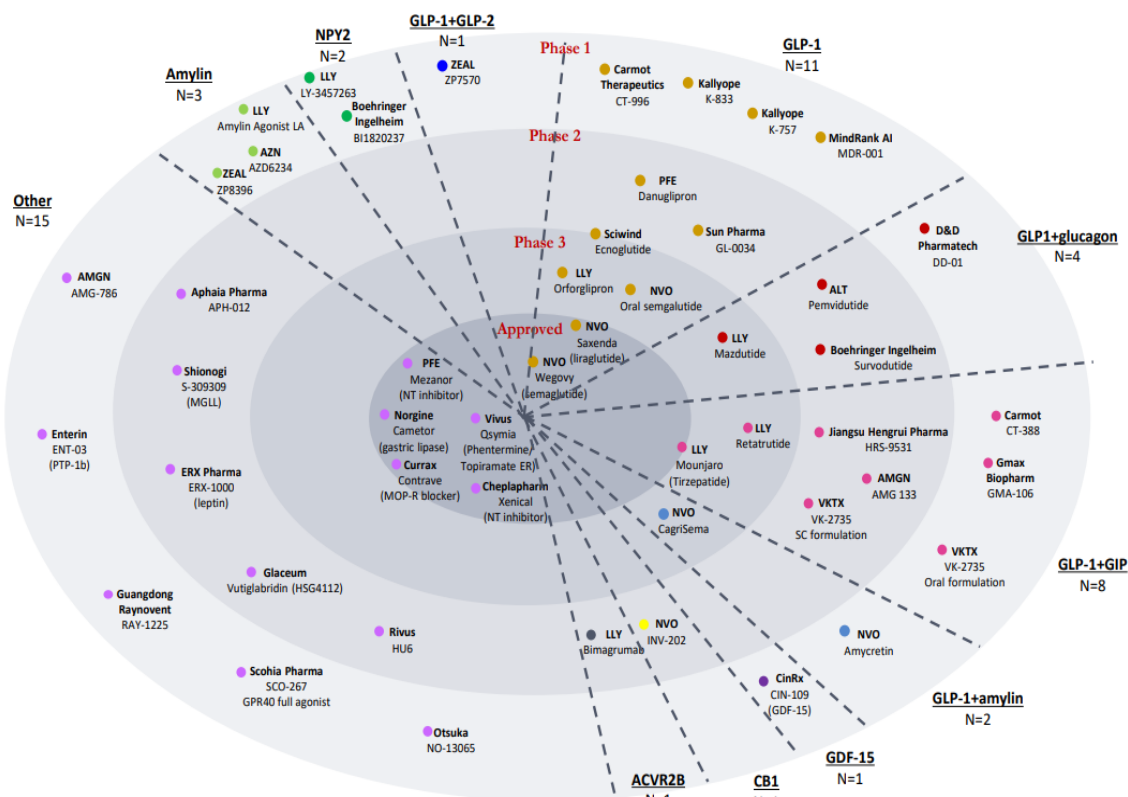 GLP-1+GLP-2
N=1
NPY2
N=2
Amylin
N=3
Phase 1
GLP-1
N=11
ZEAL
ZP7570
LLY
LY-3457263
Boehringer
Ingelheim
BI1820237
LLY
Amylin Agonist LA
AZN
AZD6234
ZEAL
ZP8396
Carmot
Therapeutics
CT-996
Kallyope
K-833
Kallyope
K-757
MindRank AI
MDR-001
Phase 2
PFE
Danuglipron
Sciwind
Ecnoglutide
Sun Pharma
GL-0034
Other
N=15
D&D
Pharmatech
DD-01
GLP1+glucagon
N=4
Phase 3
LLY
Orforglipron
NVO
Oral semgalutide
ALT
Pemvidutide
AMGN
AMG-786
Aphaia Pharma
APH-012
Approved
NVO
Saxenda
(liraglutide)
NVO
Wegovy
(semaglutide)
LLY
Mazdutide
Boehringer Ingelheim
Survodutide
Shionogi
S-309309
(MGLL)
PFE
Mezanor
(NT inhibitor)
Norgine
Cametor
(gastric lipase)
Vivus
Qsymia
(Phentermine
Topiramate ER)
Currax
Contrave
(MOP-R blocker)
Cheplapharin
Xenical
(NT inhibitor)
LLY
Mounjaro
(Tirzepatide)
LLY
Retatrutide
Jiangsu Hengrui Pharma
HRS-9531
Carmot
CT-388
Gmax
Biopharm
GMA-106
AMGN
AMG 133
VKTX
VK-2735
SC formulation
VKTX
VK-2735
Oral formulation
GLP-1+GIP
N=8
Enterin
ENT-03
(PTP-1b)
ERX Pharma
ERX-1000
(leptin)
NVO
CagriSema
Glaceum
Vutiglabridin (HSG4112)
Guangdong
Raynovent
RAY-1225
Rivus
HU6
LLY
Bimagrumab
NVO
INV-202
NVO
Amycretin
Scohia Pharma
SCO-267
GPR40 full agonist
CinRx
CIN-109
(GDF-15)
GLP-1+amylin
N=2
Otsuka
NO-13065
GDF-15
N=1
ACVR2B
CB1